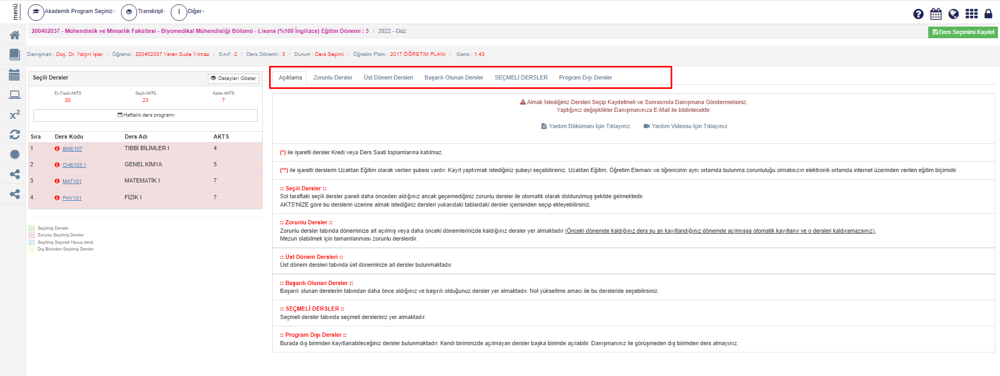 menü
Akademik Program Seçiniz -
Transkript -
Diğer -
200402037 - Mühendislik ve Mimarlık Fakültesi - Biyomedikal Mühendisliği Bölümü - Lisans (%100 İngilizce) Eğitim Dönemi : 3 / 2022 - Güz
Ders Seçimimi Kaydet
Danışman : Doç. Dr. Yalçın İşler / Öğrenci : 200402037 Yaren Sude Yılmaz / Sınıf : 2 / Ders Dönemi : 3 / Durum : Ders Seçimi / Öğretim Planı : 2017 ÖĞRETİM PLANI / Gano : 1,43
Seçili Dersler
Detayları Göster
En Fazla AKTS Seçili AKTS Kalan AKTS
30 23 7
Haftalık ders programı
Sıra Ders Kodu Ders Adı AKTS
1 BME107 TIBBİ BİLİMLER I 4
2 CHE103.1 GENEL KİMYA 5
3 MAT101 MATEMATİK I 7
4 PHY101 FİZİK I 7
Seçilmiş Dersler
Zorunlu Seçilmiş Dersler
Seçilmiş Seçmeli Havuz dersi
Dış Birimden Seçilmiş Dersler
Açıklama Zorunlu Dersler Üst Dönem Dersleri Başarılı Olunan Dersler SEÇMELİ DERSLER Program Dışı Dersler
Almak İstediğiniz Dersleri Seçip Kaydetmeli ve Sonrasında Danışmana Göndermelisiniz.
Yaptığınız değişiklikler Danışmanınıza E-Mail ile bildirilecektir.
Yardım Dökümanı İçin Tıklayınız Yardım Videosu İçin Tıklayınız
(*) ile işaretli dersler Kredi veya Ders Saati toplamlarına katılmaz.
(**) ile işaretli derslerin Uzaktan Eğitim olarak verilen şubesi vardır. Kayıt yaptırmak istediğiniz şubeyi seçebilirsiniz. Uzaktan Eğitim, Öğretim Elemanı ve öğrencinin aynı ortamda bulunma zorunluluğu olmaksızın elektronik ortamda internet üzerinden verilen eğitim biçimidir.
:: Seçili Dersler ::
Sol taraftaki seçili dersler paneli daha önceden aldığınız ancak geçemediğiniz zorunlu dersler ile otomatik olarak doldurulmuş şekilde gelmektedir.
AKTS'NİZE göre bu derslerin üzerine almak istediğiniz dersleri yukarıdaki tablardaki dersler içerisinden seçip ekleyebilirsiniz.
:: Zorunlu Dersler ::
Zorunlu dersler tabında döneminize ait açılmış veya daha önceki dönemlerinizde kaldığınız dersler yer almaktadır (Önceki dönemde kaldığınız ders şu an kayıtlandığınız dönemde açılmışsa otomatik kayıtlanır ve o dersleri kaldıramazsınız).
Mezun olabilmek için tamamlanması zorunlu derslerdir.
:: Üst Dönem Dersleri ::
Üst dönem dersleri tabında üst döneminize ait dersler bulunmaktadır.
:: Başarılı Olunan Dersler ::
Başarılı olunan derslerim tabından daha önce aldığınız ve başırılı olduğunuz dersler yer almaktadır. Not yükseltme amacı ile bu dersleride seçebilirsiniz.
:: SEÇMELİ DERSLER ::
Seçmeli dersler tabında seçmeli dersleriniz yer almaktadır.
:: Program Dışı Dersler ::
Burada dış birimden kayıtlanabileceğiniz dersler bulunmaktadır. Kendi biriminizde açılmayan dersler başka birimde açılabilir. Danışmanınız ile görüşmeden dış birimden ders almayınız.